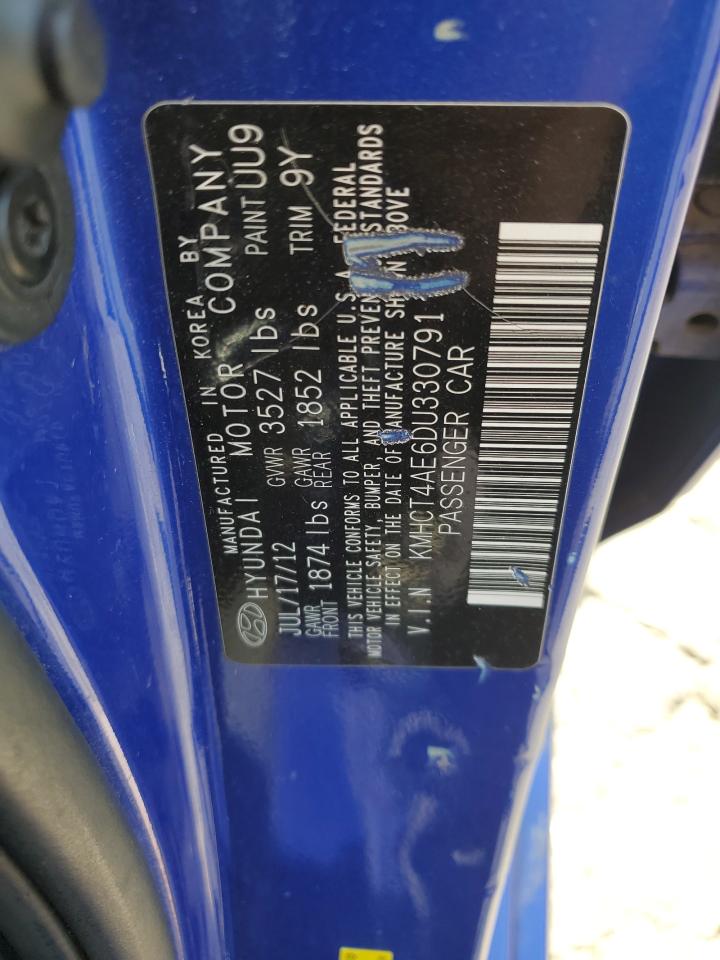 MANUFACTURED IN KOREA BY
HYUNDAI MOTOR COMPANY
JUL/17/12 GVWR 3527 lbs PAINT UU9
GAWR FRONT 1874 lbs GAWR REAR 1852 lbs TRIM 9Y
THIS VEHICLE CONFORMS TO ALL APPLICABLE U.S.A. FEDERAL
MOTOR VEHICLE SAFETY, BUMPER, AND THEFT PREVEN STANDARDS
IN EFFECT ON THE DATE OF MANUFACTURE SH N ABOVE
V.I.N KMHCT4AE6DU330791
PASSENGER CAR